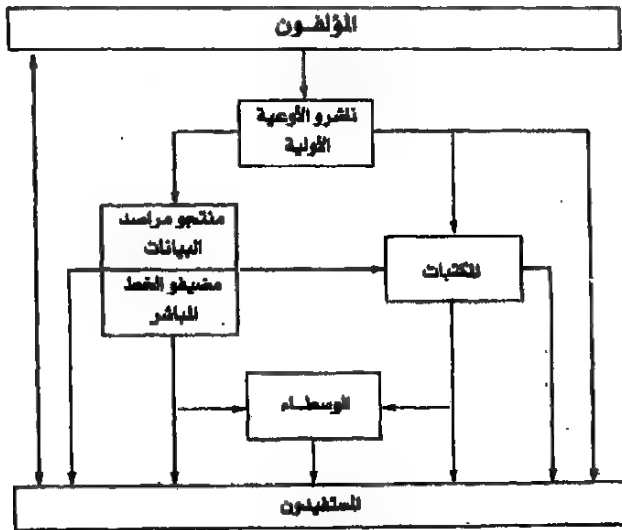 المؤلفون
ناشرو الأوعية
الأولية
منتجو مراصد
البيانات
مضيفو الخط
المباشر
المكتبات
الوسطاء
المستفيدون